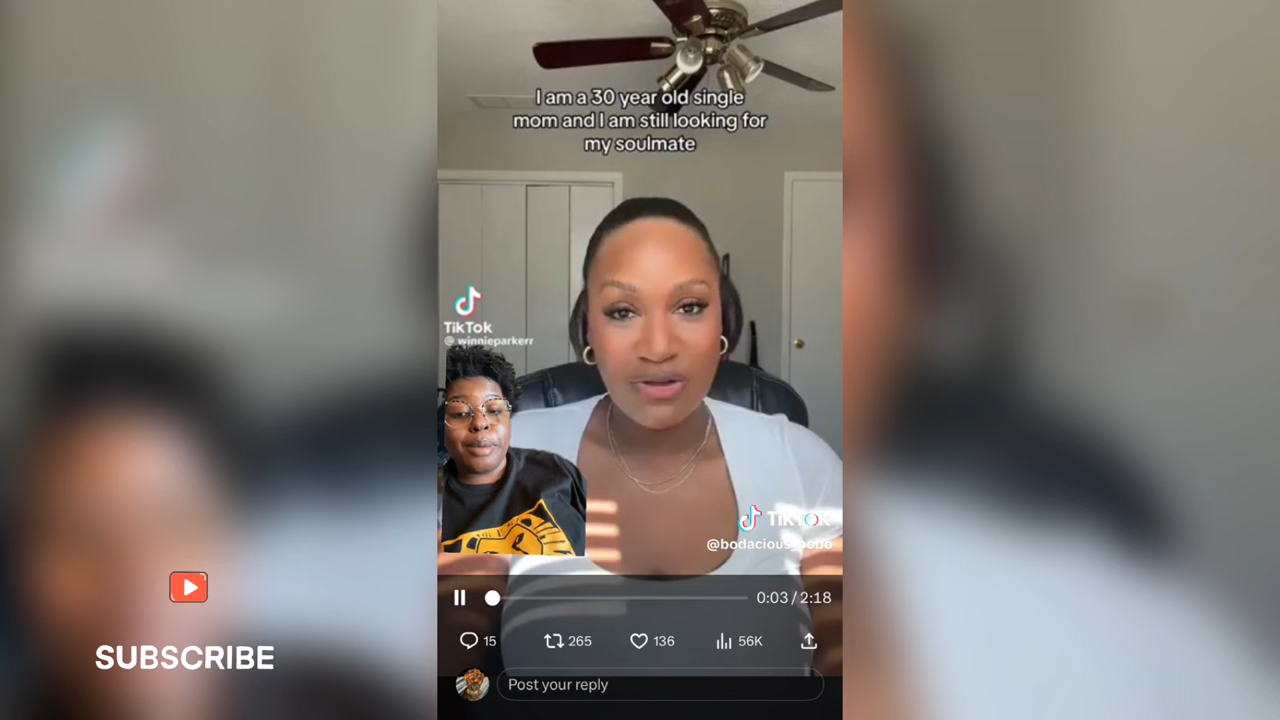 I am a 30 year old single
mom and I am still looking for
my soulmate
TikTok
@ winnieparkerr
TikTok
@bodacious_bobo
0:03 / 2:18
15
265
136
56K
Post your reply
SUBSCRIBE